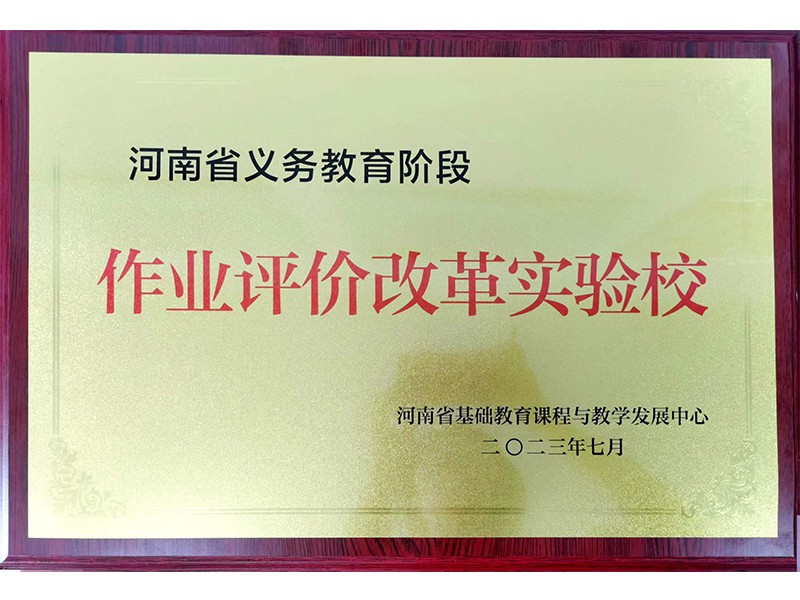 河南省义务教育阶段
作业评价改革实验校
河南省基础教育课程与教学发展中心
二〇二三年七月